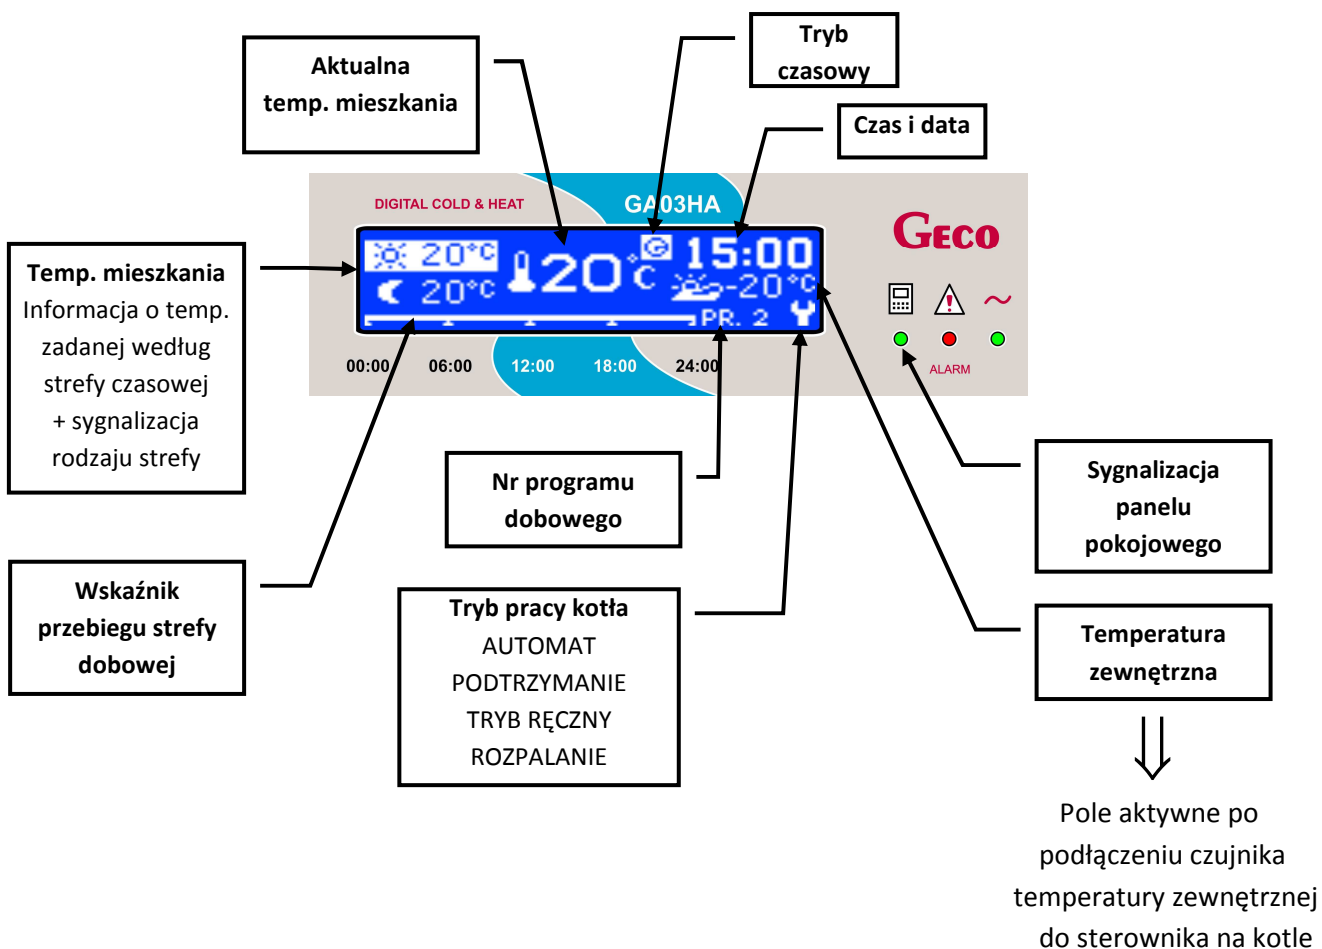 Aktualna
temp. mieszkania
Tryb
czasowy
Czas i data
DIGITAL COLD & HEAT
GA03HA
GECO
20°C
20°C
20°C
15:00
-20°C
PR. 2
00:00 06:00 12:00 18:00 24:00
ALARM
Temp. mieszkania
Informacja o temp.
zadanej według
strefy czasowej
+ sygnalizacja
rodzaju strefy
Nr programu
dobowego
Sygnalizacja
panelu
pokojowego
Wskaźnik
przebiegu strefy
dobowej
Tryb pracy kotła
AUTOMAT
PODTRZYMANIE
TRYB RĘCZNY
ROZPALANIE
Temperatura
zewnętrzna
Pole aktywne po
podłączeniu czujnika
temperatury zewnętrznej
do sterownika na kotle